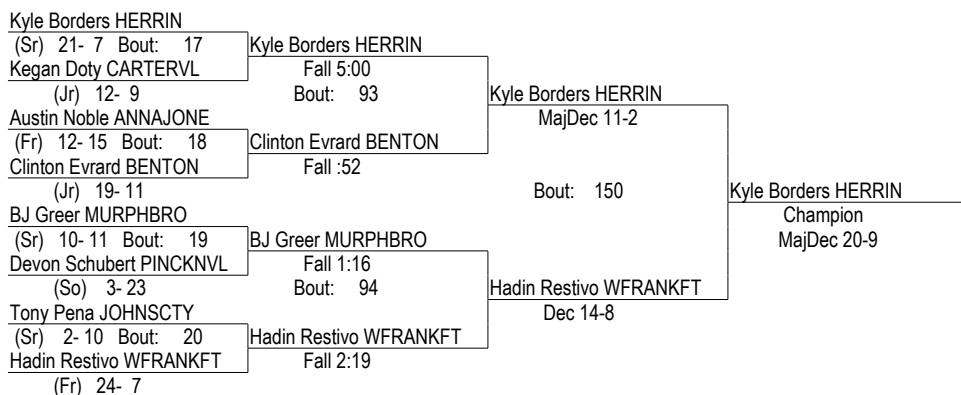 Kyle Borders HERRIN
(Sr) 21- 7 Bout: 17 Kyle Borders HERRIN
Kegan Doty CARTERVL Fall 5:00
(Jr) 12- 9 Bout: 93 Kyle Borders HERRIN
Austin Noble ANNAJONE MajDec 11-2
(Fr) 12- 15 Bout: 18 Clinton Evrard BENTON
Clinton Evrard BENTON Fall :52
(Jr) 19- 11 Bout: 150 Kyle Borders HERRIN
BJ Greer MURPHBRO Champion
(Sr) 10- 11 Bout: 19 BJ Greer MURPHBRO MajDec 20-9
Devon Schubert PINCKNVL Fall 1:16
(So) 3- 23 Bout: 94 Hadin Restivo WFRANKFT
Tony Pena JOHNSCTY Dec 14-8
(Sr) 2- 10 Bout: 20 Hadin Restivo WFRANKFT
Hadin Restivo WFRANKFT Fall 2:19
(Fr) 24- 7